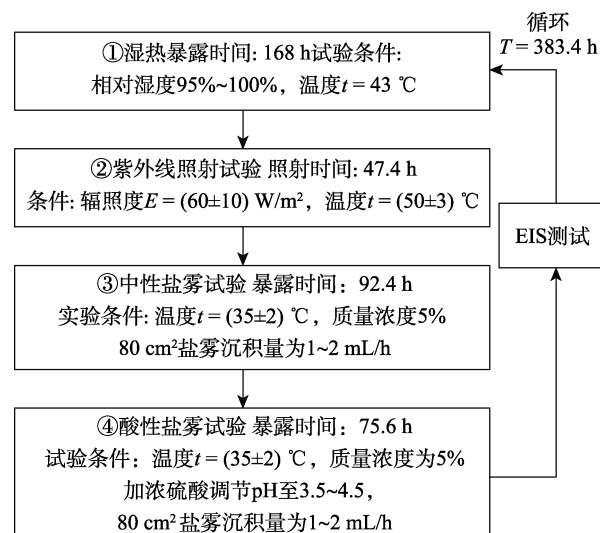 ①湿热暴露时间: 168 h试验条件:
相对湿度95%~100%，温度t = 43 ℃
②紫外线照射试验 照射时间: 47.4 h
条件: 辐照度E = (60±10) W/m²，温度t = (50±3) ℃
③中性盐雾试验 暴露时间：92.4 h
实验条件: 温度t = (35±2) ℃，质量浓度5%
80 cm²盐雾沉积量为1~2 mL/h
④酸性盐雾试验 暴露时间：75.6 h
试验条件：温度t = (35±2) ℃，质量浓度为5%
加浓硫酸调节pH至3.5~4.5，
80 cm²盐雾沉积量为1~2 mL/h
EIS测试
循环
T = 383.4 h